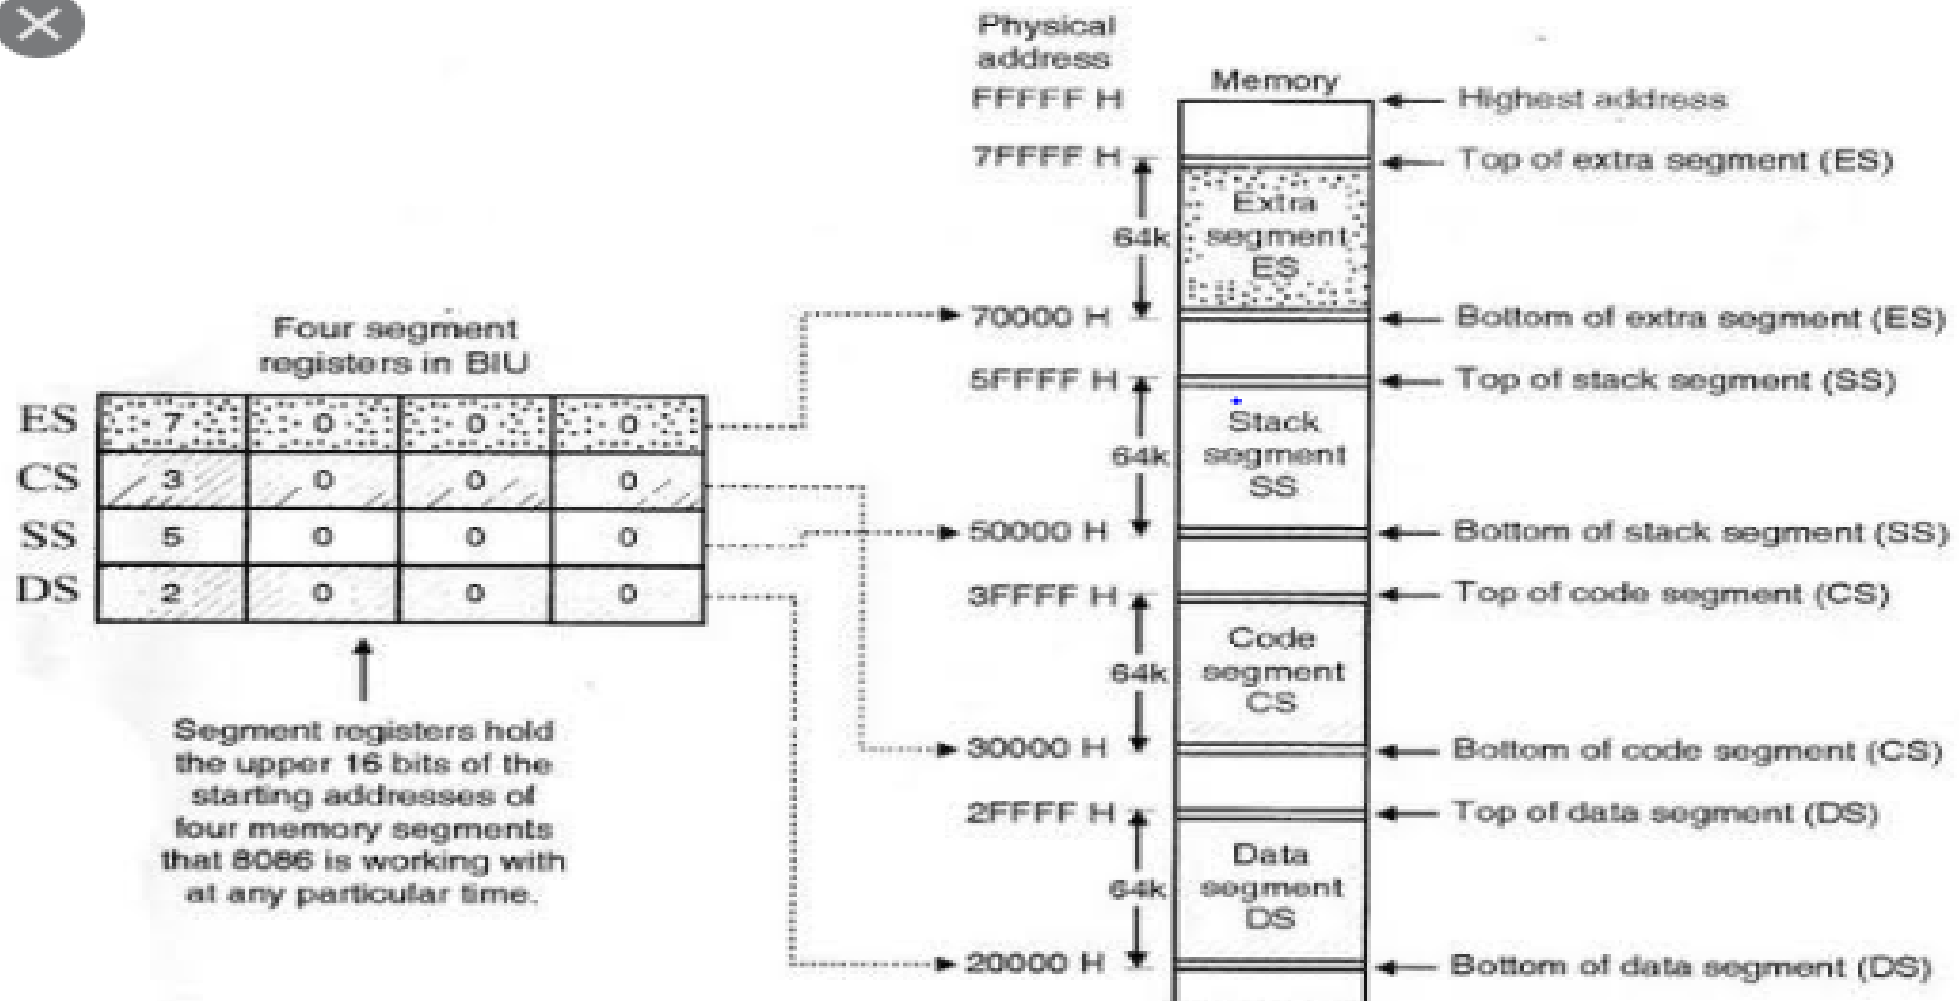 Physical
address
FFFFF H
Memory
Highest address
7FFFF H
Top of extra segment (ES)
Extra
64k
segment
ES
70000 H
Bottom of extra segment (ES)
Four segment
registers in BIU
5FFFF H
Top of stack segment (SS)
ES 7 0 0 0
CS 3 0 0 0
SS 5 0 0 0
DS 2 0 0 0
Stack
64k
segment
SS
50000 H
Bottom of stack segment (SS)
3FFFF H
Top of code segment (CS)
Code
64k
segment
CS
30000 H
Bottom of code segment (CS)
Segment registers hold
the upper 16 bits of the
starting addresses of
four memory segments
that 8086 is working with
at any particular time.
2FFFF H
Top of data segment (DS)
Data
64k
segment
DS
20000 H
Bottom of data segment (DS)